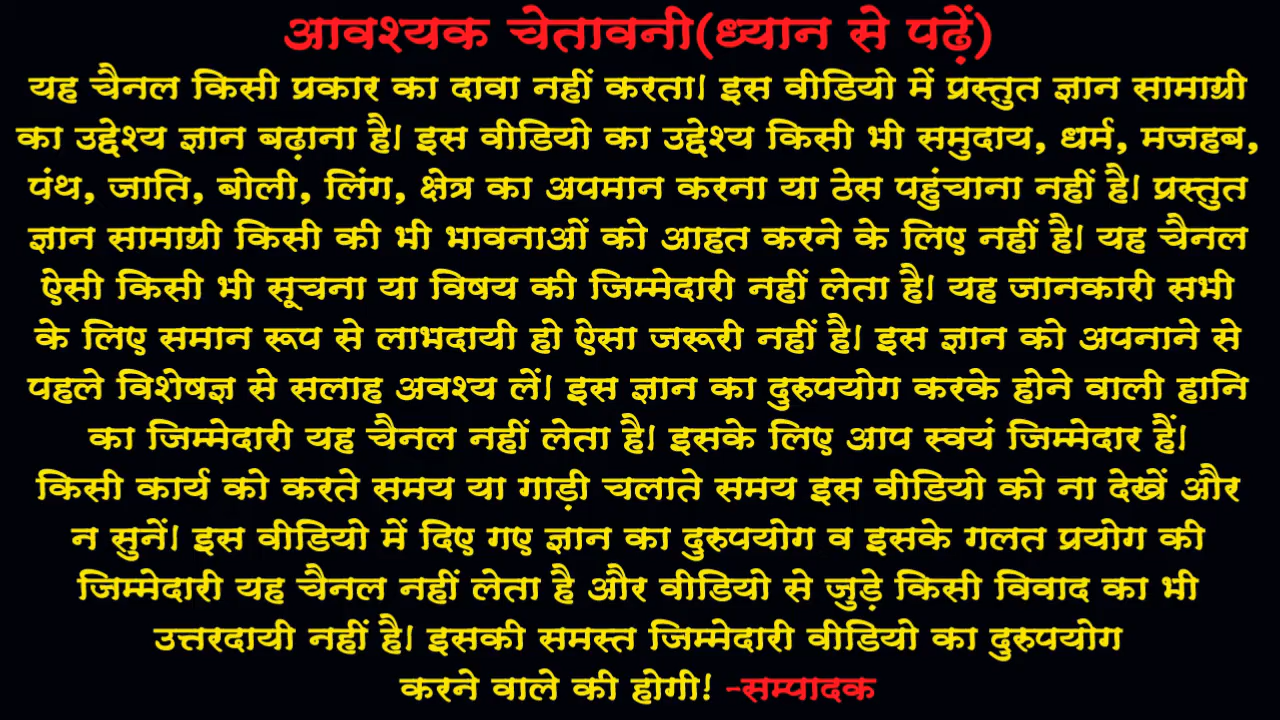 आवश्यक चेतावनी(ध्यान से पढ़ें)
यह चैनल किसी प्रकार का दावा नहीं करता। इस वीडियो में प्रस्तुत ज्ञान सामाग्री
का उद्देश्य ज्ञान बढ़ाना है। इस वीडियो का उद्देश्य किसी भी समुदाय, धर्म, मजहब,
पंथ, जाति, बोली, लिंग, क्षेत्र का अपमान करना या ठेस पहुंचाना नहीं है। प्रस्तुत
ज्ञान सामाग्री किसी की भी भावनाओं को आहत करने के लिए नहीं है। यह चैनल
ऐसी किसी भी सूचना या विषय की जिम्मेदारी नहीं लेता है। यह जानकारी सभी
के लिए समान रूप से लाभदायी हो ऐसा जरूरी नहीं है। इस ज्ञान को अपनाने से
पहले विशेषज्ञ से सलाह अवश्य लें। इस ज्ञान का दुरुपयोग करके होने वाली हानि
का जिम्मेदारी यह चैनल नहीं लेता है। इसके लिए आप स्वयं जिम्मेदार हैं।
किसी कार्य को करते समय या गाड़ी चलाते समय इस वीडियो को ना देखें और
न सुनें। इस वीडियो में दिए गए ज्ञान का दुरुपयोग व इसके गलत प्रयोग की
जिम्मेदारी यह चैनल नहीं लेता है और वीडियो से जुड़े किसी विवाद का भी
उत्तरदायी नहीं है। इसकी समस्त जिम्मेदारी वीडियो का दुरुपयोग
करने वाले की होगी! -सम्पादक